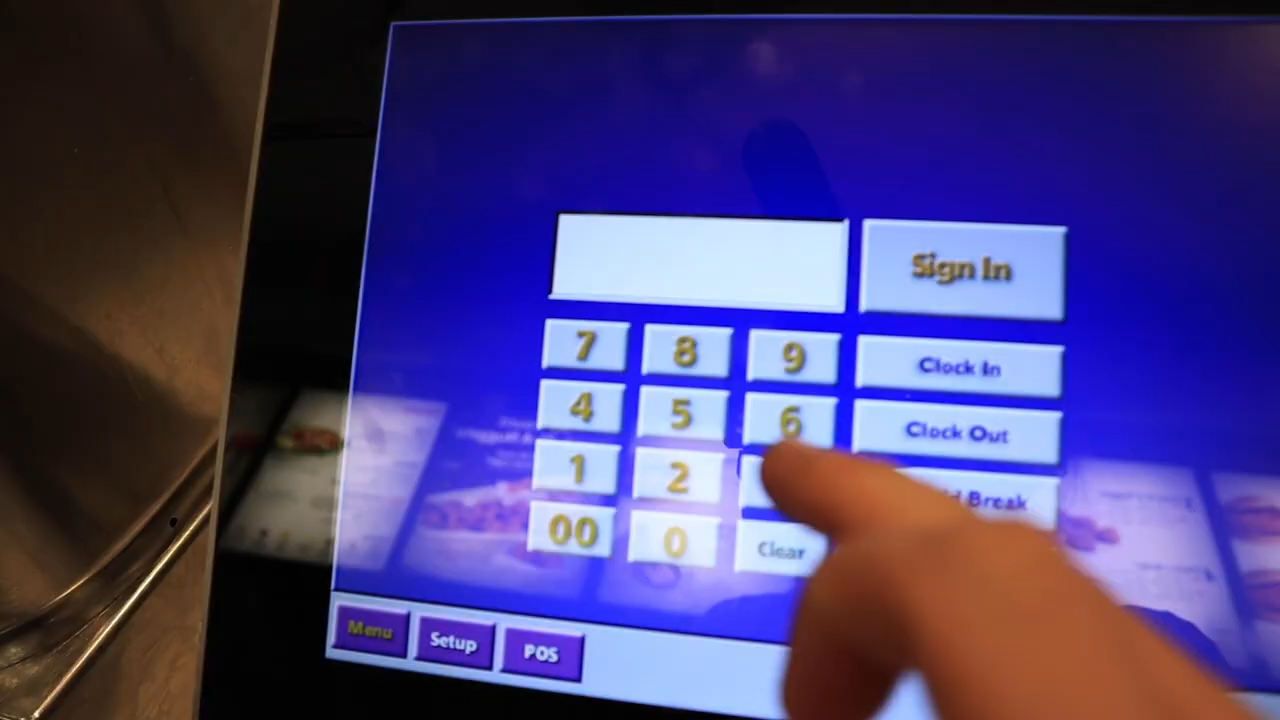 Sign In
7 8 9
Clock In
4 5 6
Clock Out
1 2
Break
00 0 Clear
Menu Setup POS